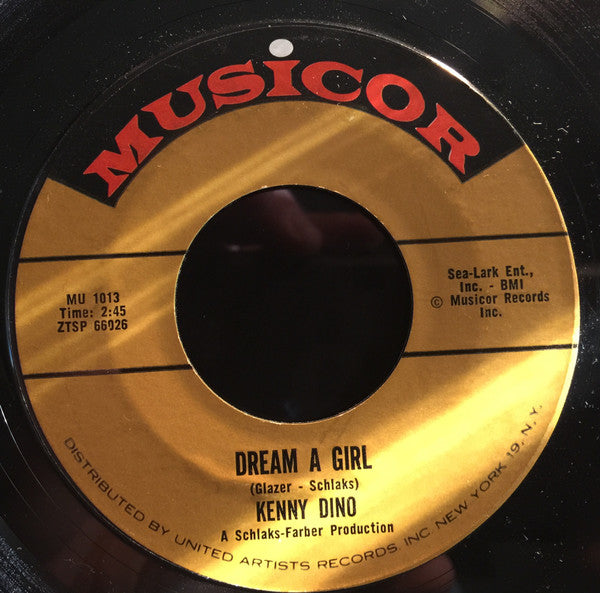 MUSICOR
MU 1013
Time: 2:45
ZTSP 66026
Sea-Lark Ent.,
Inc. - BMI
© Musicor Records
Inc.
DREAM A GIRL
(Glazer - Schlaks)
KENNY DINO
A Schlaks-Farber Production
DISTRIBUTED BY UNITED ARTISTS RECORDS, INC. NEW YORK 19, N.Y.